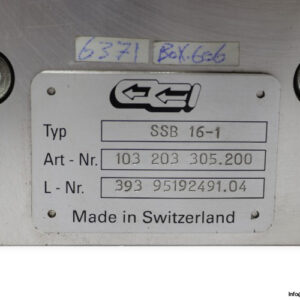 6371 BOX.606
Typ SSB 16-1
Art - Nr. 103 203 305.200
L - Nr. 393 95192491.04
Made in Switzerland